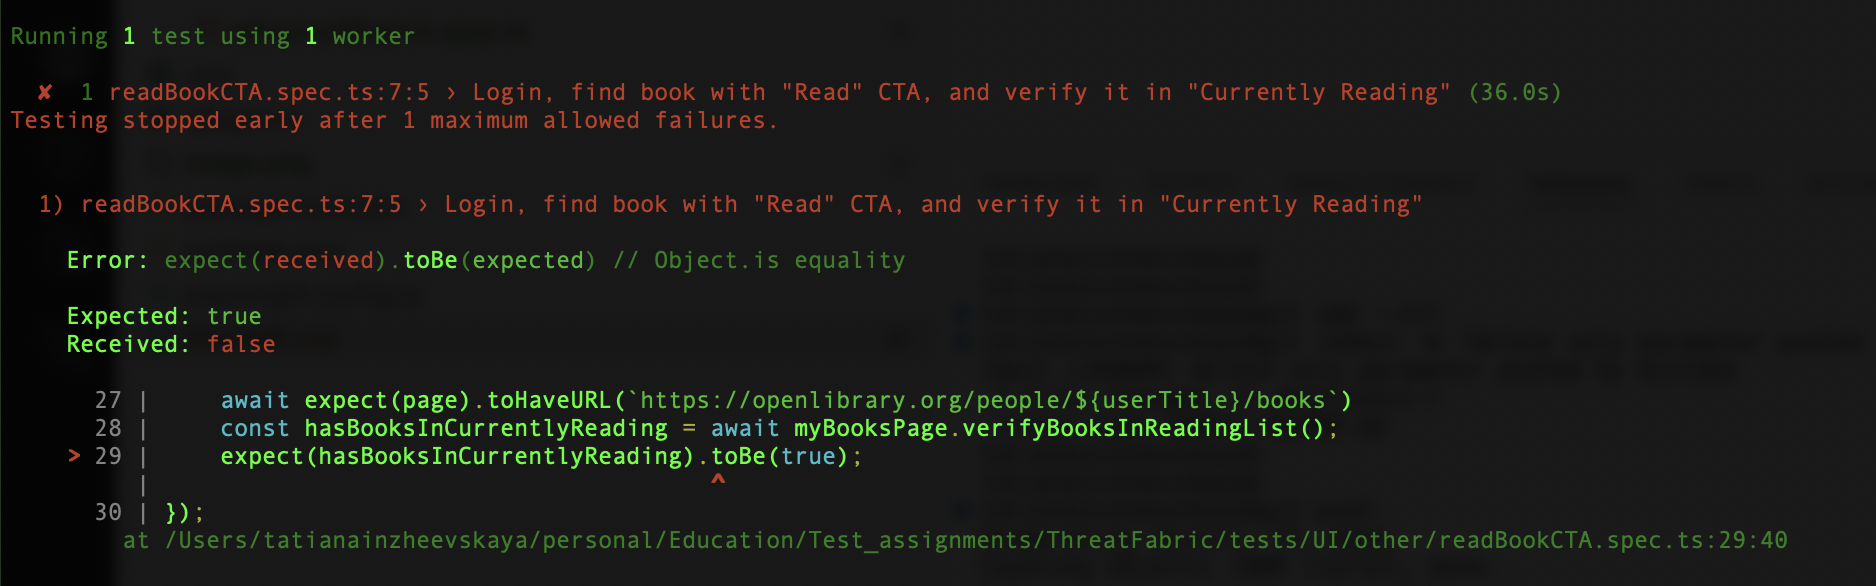 Running 1 test using 1 worker
✘ 1 readBookCTA.spec.ts:7:5 › Login, find book with "Read" CTA, and verify it in "Currently Reading" (36.0s)
Testing stopped early after 1 maximum allowed failures.
1) readBookCTA.spec.ts:7:5 › Login, find book with "Read" CTA, and verify it in "Currently Reading"
Error: expect(received).toBe(expected) // Object.is equality
Expected: true
Received: false
27 |     await expect(page).toHaveURL(`https://openlibrary.org/people/${userTitle}/books`)
28 |     const hasBooksInCurrentlyReading = await myBooksPage.verifyBooksInReadingList();
> 29 |     expect(hasBooksInCurrentlyReading).toBe(true);
|                                        ^
30 | });
at /Users/tatianainzheevskaya/personal/Education/Test_assignments/ThreatFabric/tests/UI/other/readBookCTA.spec.ts:29:40